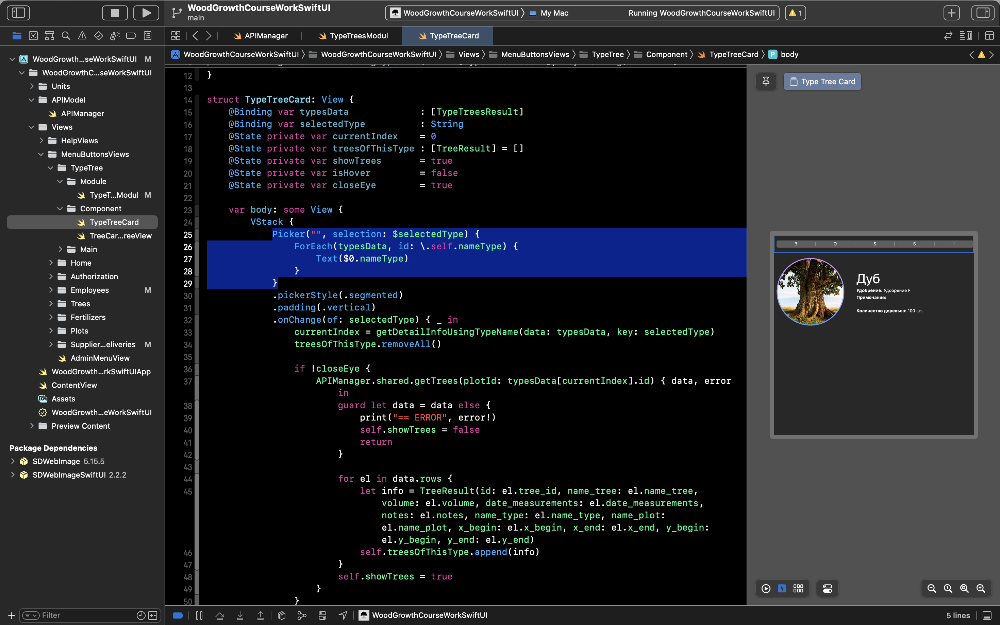 WoodGrowthCourseWorkSwiftUI
main
WoodGrowthCourseWorkSwiftUI 〉 My Mac
Running WoodGrowthCourseWorkSwiftUI
1
APIManager
TypeTreesModul
TypeTreeCard
WoodGrowthCourseWorkSwiftUI 〉 WoodGrowthCourseWorkSwiftUI 〉 Views 〉 MenuButtonsViews 〉 TypeTree 〉 Component 〉 TypeTreeCard 〉 P body
WoodGrowth...seWorkSwiftUI M
WoodGrowthC...seWorkSwiftUI
Units
APIModel
APIManager
Views
HelpViews
MenuButtonsViews
TypeTree
Module
TypeT...Modul M
Component
TypeTreeCard
TreeCar...reeView
Main
Home
Authorization
Employees M
Trees
Fertilizers
Plots
Supplier...eliveries M
AdminMenuView
WoodGrowth...rkSwiftUIApp
ContentView
Assets
WoodGrowth...eWorkSwiftUI
Preview Content
Package Dependencies
SDWebImage 5.15.5
SDWebImageSwiftUI 2.2.2
Filter
12 }
13
14 struct TypeTreeCard: View {
15 @Binding var typesData : [TypeTreesResult]
16 @Binding var selectedType : String
17 @State private var currentIndex = 0
18 @State private var treesOfThisType : [TreeResult] = []
19 @State private var showTrees = true
20 @State private var isHover = false
21 @State private var closeEye = true
22
23 var body: some View {
24 VStack {
25 Picker("", selection: $selectedType) {
26 ForEach(typesData, id: \.self.nameType) {
27 Text($0.nameType)
28 }
29 }
30 .pickerStyle(.segmented)
31 .padding(.vertical)
32 .onChange(of: selectedType) { _ in
33 currentIndex = getDetailInfoUsingTypeName(data: typesData, key: selectedType)
34 treesOfThisType.removeAll()
35
36 if !closeEye {
37 APIManager.shared.getTrees(plotId: typesData[currentIndex].id) { data, error
in
38 guard let data = data else {
39 print("== ERROR", error!)
40 self.showTrees = false
41 return
42 }
43
44 for el in data.rows {
45 let info = TreeResult(id: el.tree_id, name_tree: el.name_tree,
volume: el.volume, date_measurements: el.date_measurements,
notes: el.notes, name_type: el.name_type, name_plot:
el.name_plot, x_begin: el.x_begin, x_end: el.x_end, y_begin:
el.y_begin, y_end: el.y_end)
46 self.treesOfThisType.append(info)
47 }
48 self.showTrees = true
49 }
50 }
Type Tree Card
B O S S !
Дуб
Удобрение: Удобрение F
Примечание:
Количество деревьев: 100 шт.
WoodGrowthCourseWorkSwiftUI
5 lines